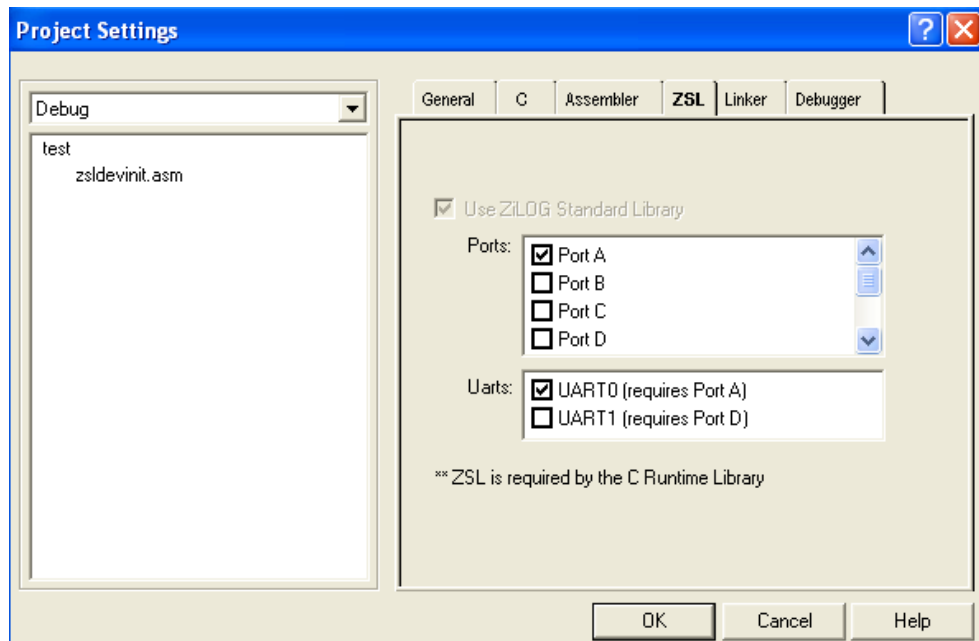 Project Settings
Debug
test
zsldevinit.asm
General C Assembler ZSL Linker Debugger
Use ZiLOG Standard Library
Ports:
Port A
Port B
Port C
Port D
Uarts:
UART0 (requires Port A)
UART1 (requires Port D)
** ZSL is required by the C Runtime Library
OK Cancel Help